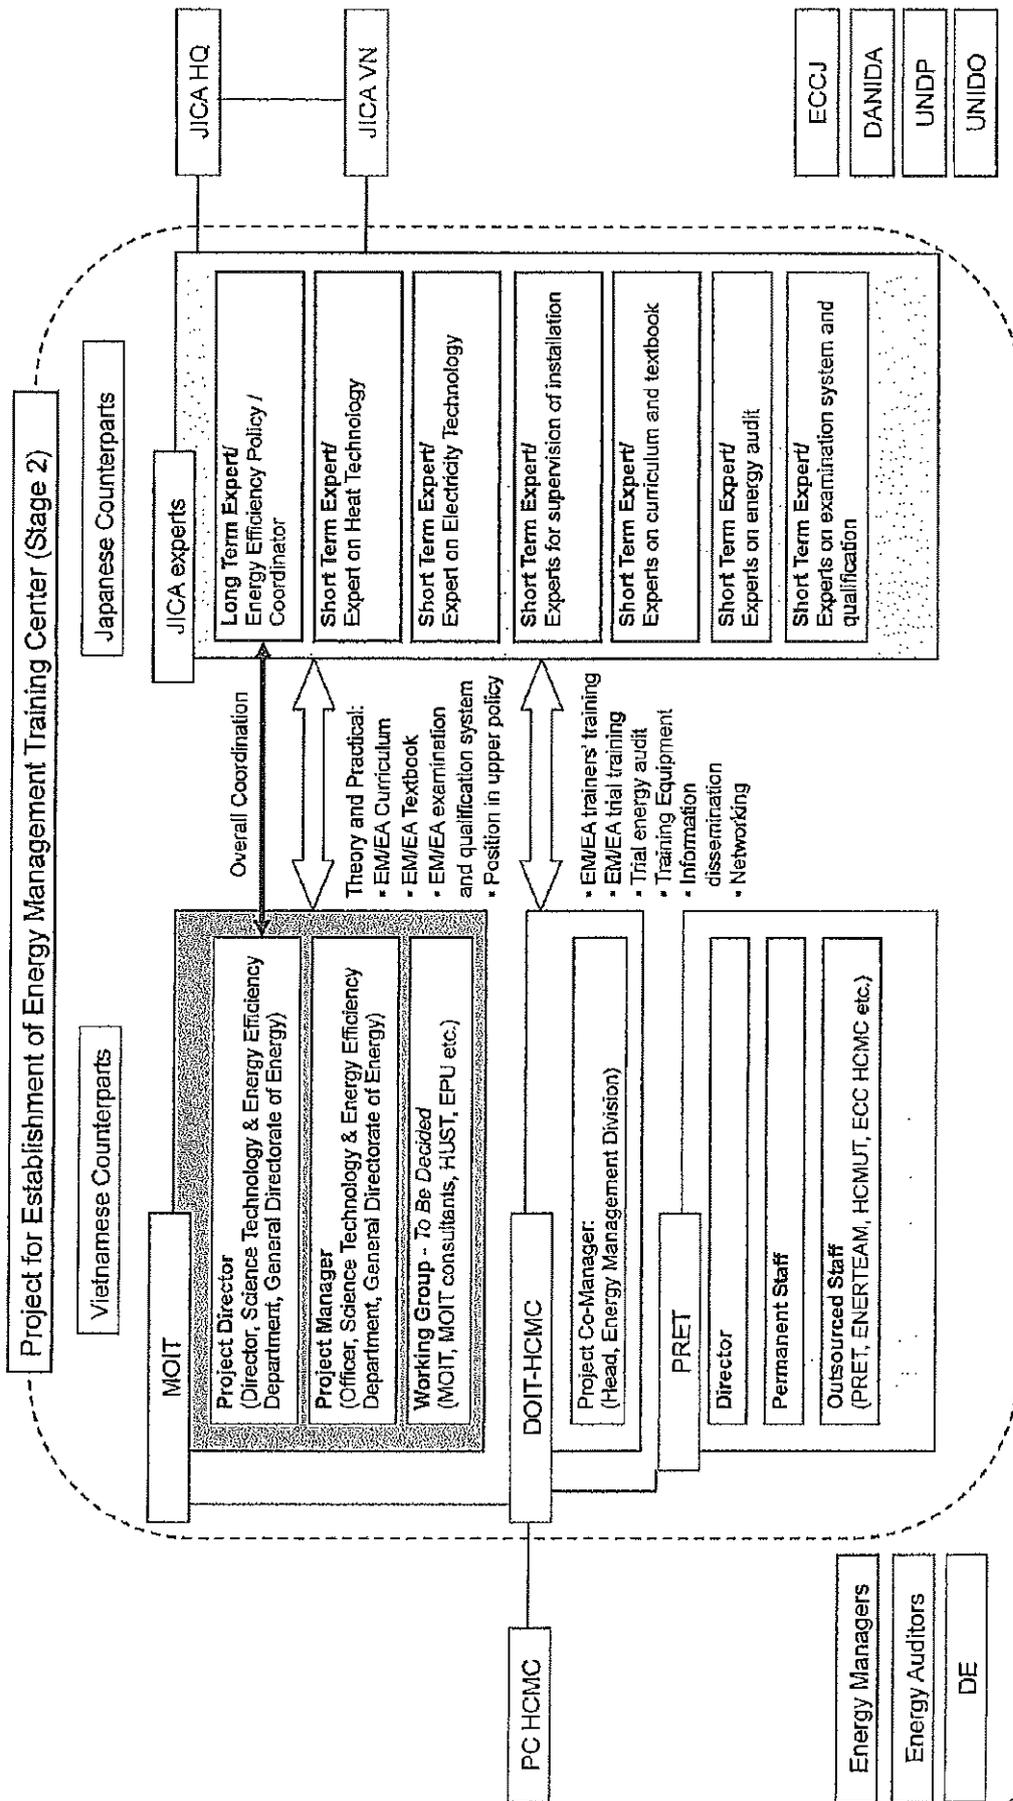 Project for Establishment of Energy Management Training Center (Stage 2)
Vietnamese Counterparts
Japanese Counterparts
MOIT
Project Director
(Director, Science Technology & Energy Efficiency
Department, General Directorate of Energy)
Project Manager
(Officer, Science Technology & Energy Efficiency
Department, General Directorate of Energy)
Working Group - To Be Decided
(MOIT, MOIT consultants, HUST, EPU etc.)
PC HCMC
DOIT-HCMC
Project Co-Manager:
(Head, Energy Management Division)
PRET
Director
Permanent Staff
Outsourced Staff
(PRET, ENERTEAM, HCMUT, ECC HCMC etc.)
Energy Managers
Energy Auditors
DE
Overall Coordination
Theory and Practical:
▪ EM/EA Curriculum
▪ EM/EA Textbook
▪ EM/EA examination
and qualification system
▪ Position in upper policy
▪ EM/EA trainers' training
▪ EM/EA trial training
▪ Trial energy audit
▪ Training Equipment
▪ Information
dissemination
▪ Networking
JICA experts
Long Term Expert/
Energy Efficiency Policy /
Coordinator
Short Term Expert/
Expert on Heat Technology
Short Term Expert/
Expert on Electricity Technology
Short Term Expert/
Experts for supervision of installation
Short Term Expert/
Experts on curriculum and textbook
Short Term Expert/
Experts on energy audit
Short Term Expert/
Experts on examination system and
qualification
JICA HQ
JICA VN
ECCJ
DANIDA
UNDP
UNIDO